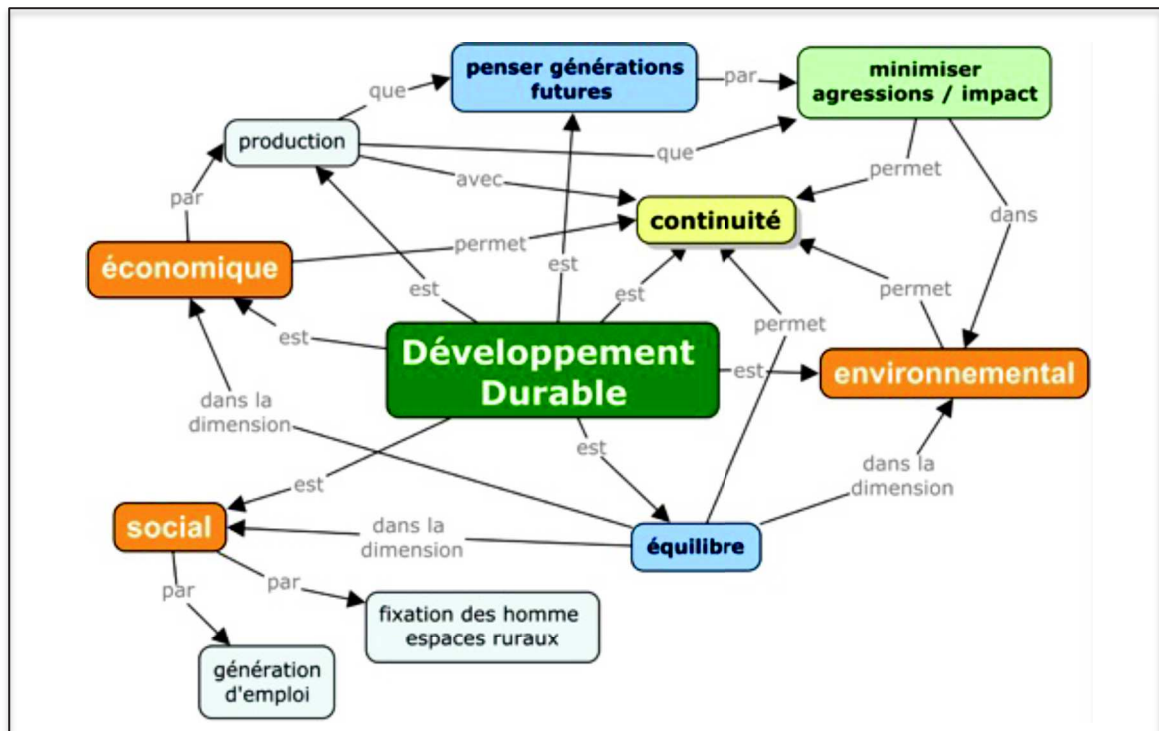 penser générations
futures
par
minimiser
agressions / impact
que
production
que
permet
avec
dans
par
continuité
permet
économique
est
est
est
permet
permet
est
Développement
Durable
est
environnemental
dans la
dimension
est
est
dans la
dimension
social
dans la
dimension
équilibre
par
par
fixation des homme
espaces ruraux
génération
d'emploi